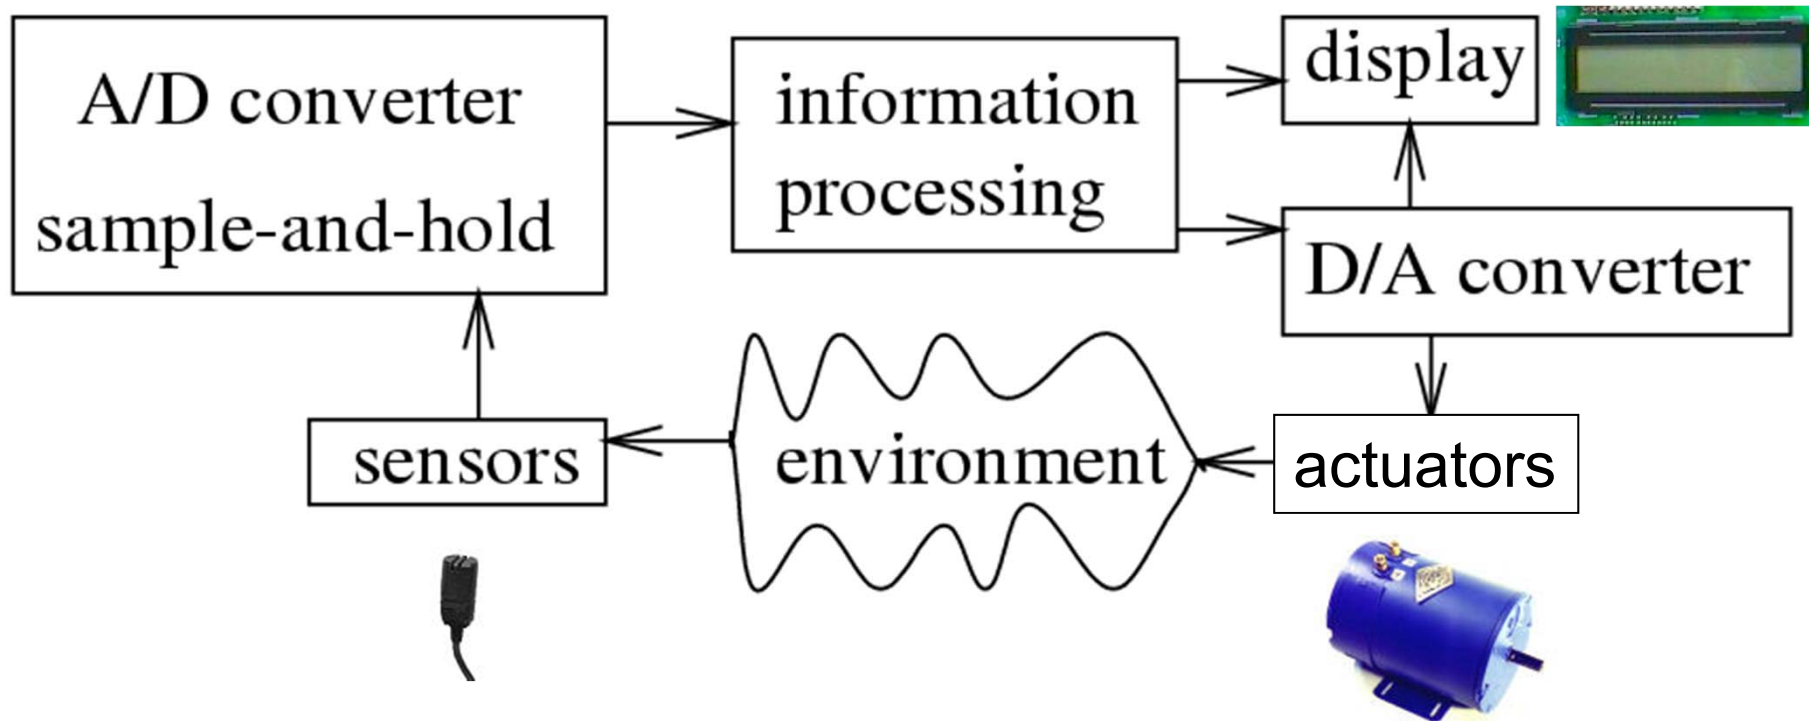 A/D converter
sample-and-hold
information
processing
display
D/A converter
sensors
environment
actuators